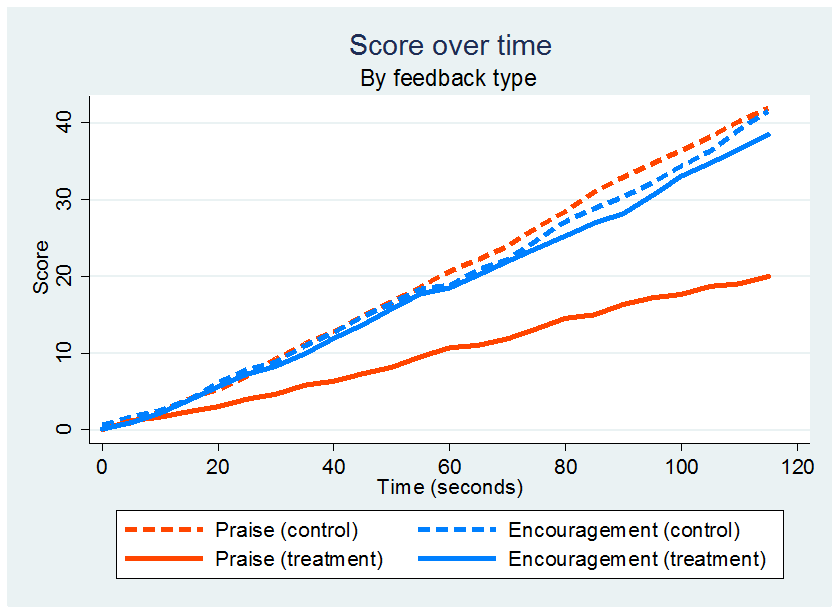 Score over time
By feedback type
Score
40
30
20
10
0
0 20 40 60 80 100 120
Time (seconds)
Praise (control) Encouragement (control)
Praise (treatment) Encouragement (treatment)